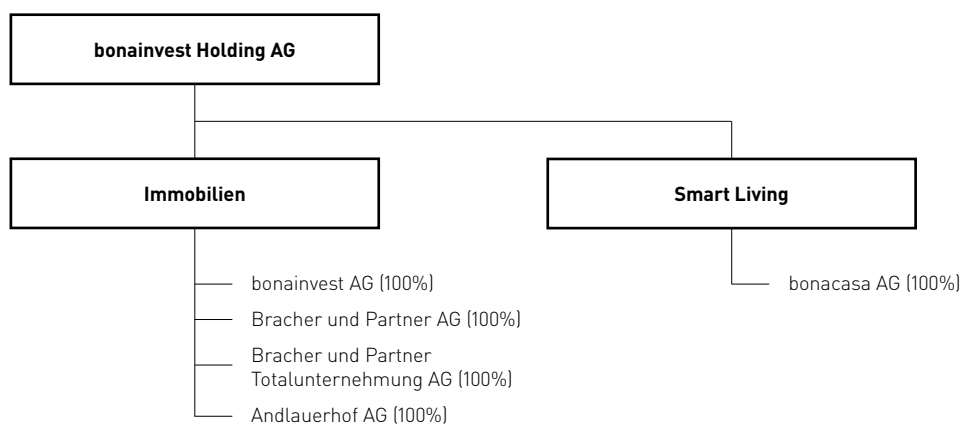 bonainvest Holding AG
Immobilien
Smart Living
bonainvest AG (100%)
bonacasa AG (100%)
Bracher und Partner AG (100%)
Bracher und Partner
Totalunternehmung AG (100%)
Andlauerhof AG (100%)